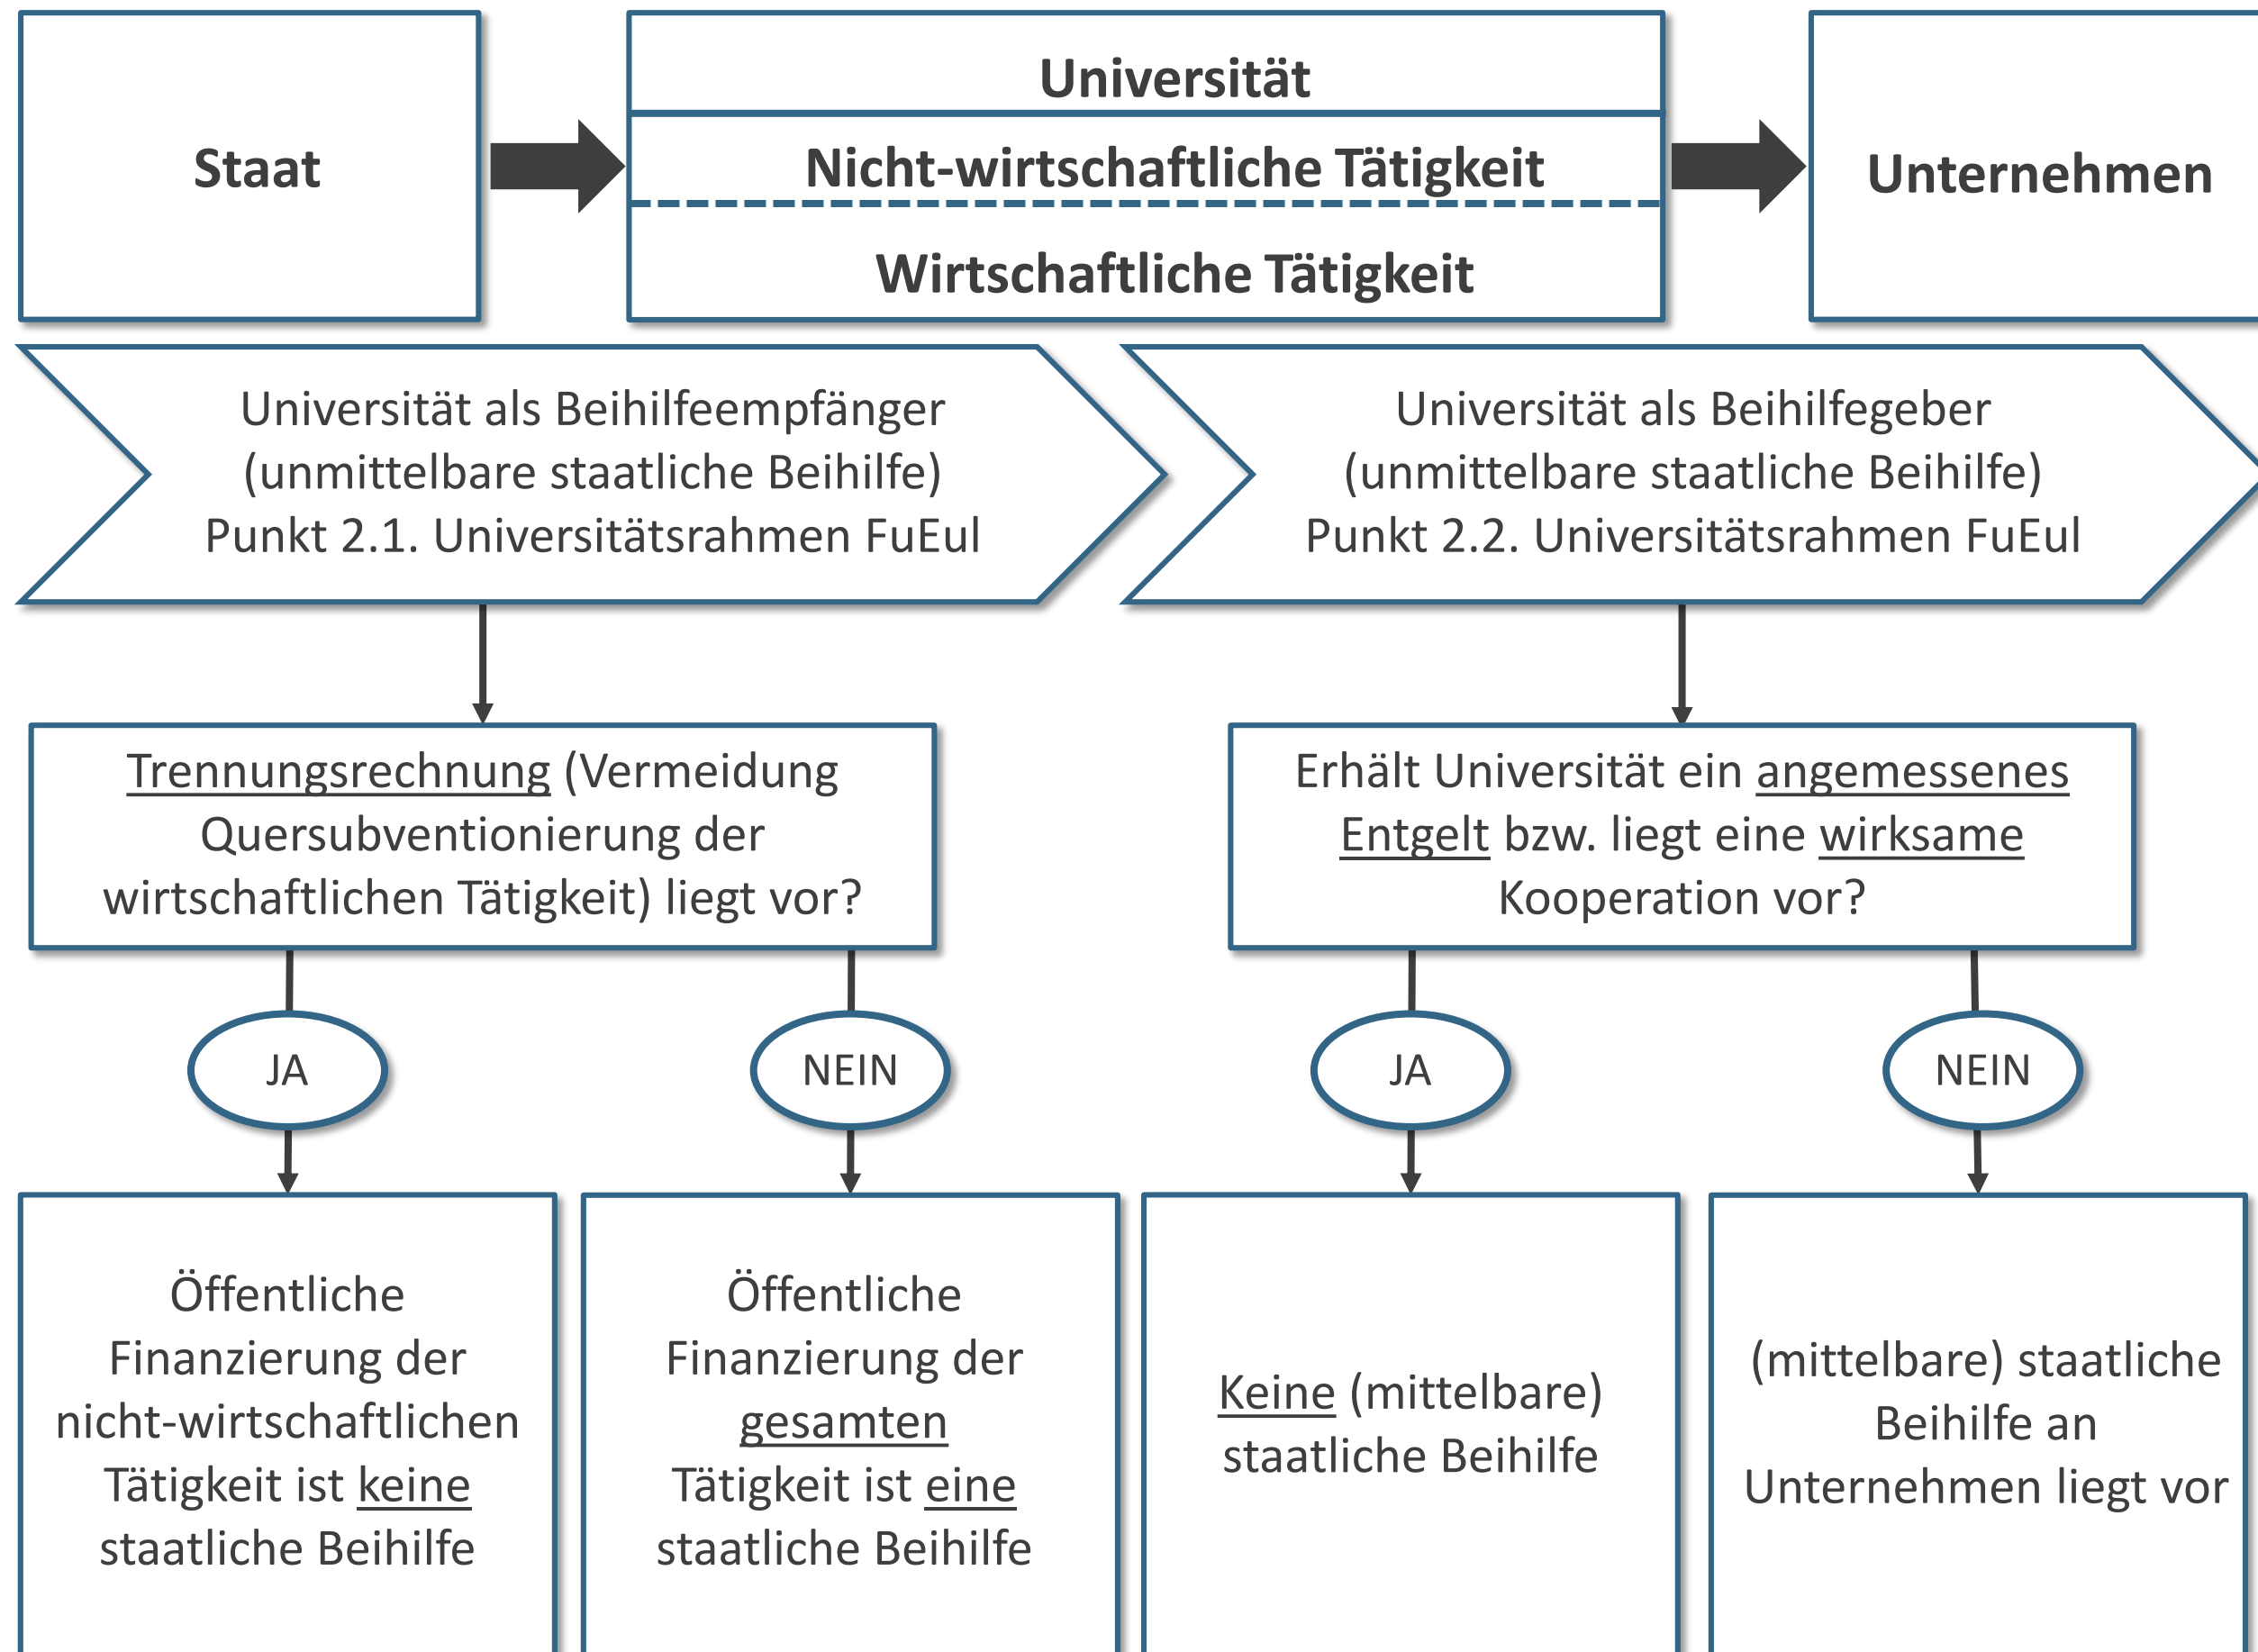 Staat
Universität
Nicht-wirtschaftliche Tätigkeit
Wirtschaftliche Tätigkeit
Unternehmen
Universität als Beihilfeempfänger
(unmittelbare staatliche Beihilfe)
Punkt 2.1. Universitätsrahmen FuEuI
Universität als Beihilfegeber
(unmittelbare staatliche Beihilfe)
Punkt 2.2. Universitätsrahmen FuEuI
Trennungsrechnung (Vermeidung
Quersubventionierung der
wirtschaftlichen Tätigkeit) liegt vor?
Erhält Universität ein angemessenes
Entgelt bzw. liegt eine wirksame
Kooperation vor?
JA
NEIN
JA
NEIN
Öffentliche
Finanzierung der
nicht-wirtschaftlichen
Tätigkeit ist keine
staatliche Beihilfe
Öffentliche
Finanzierung der
gesamten
Tätigkeit ist eine
staatliche Beihilfe
Keine (mittelbare)
staatliche Beihilfe
(mittelbare) staatliche
Beihilfe an
Unternehmen liegt vor